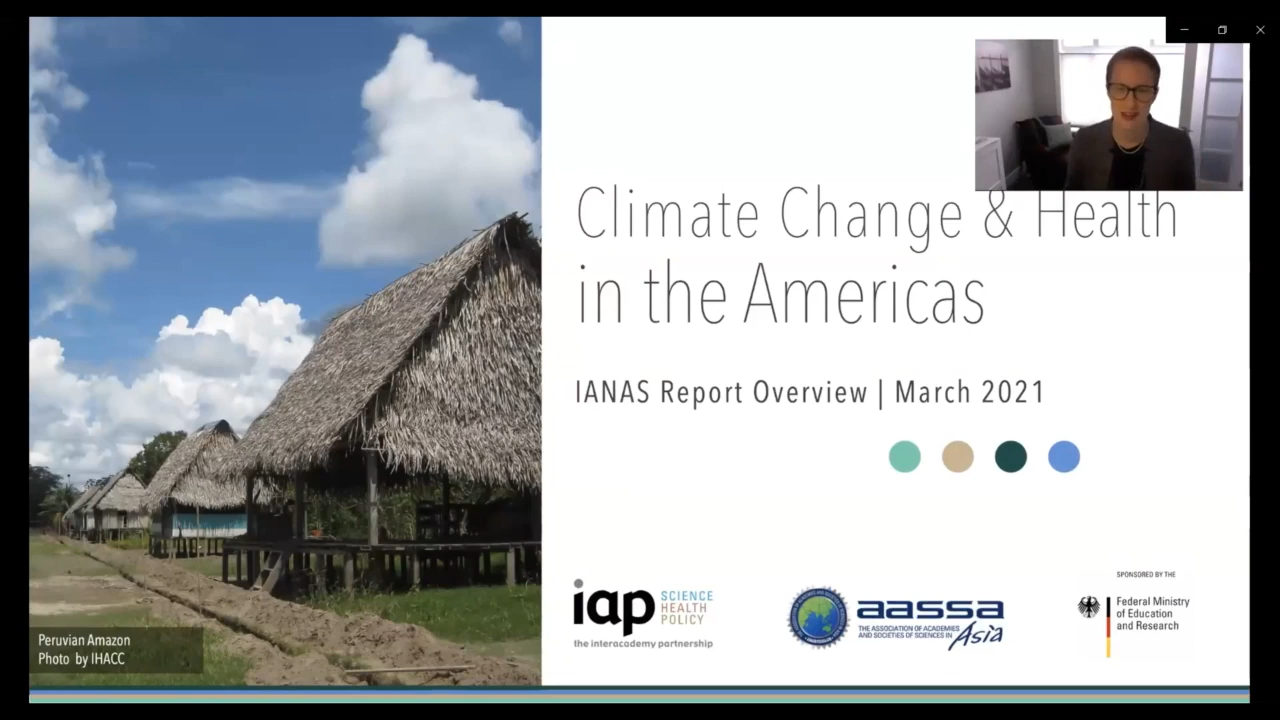 Climate Change & Health
in the Americas
IANAS Report Overview | March 2021
Peruvian Amazon
Photo by IHACC
iap SCIENCE
HEALTH
POLICY
the interacademy partnership
aassa
THE ASSOCIATION OF ACADEMIES
AND SOCIETIES OF SCIENCES IN Asia
SPONSORED BY THE
Federal Ministry
of Education
and Research